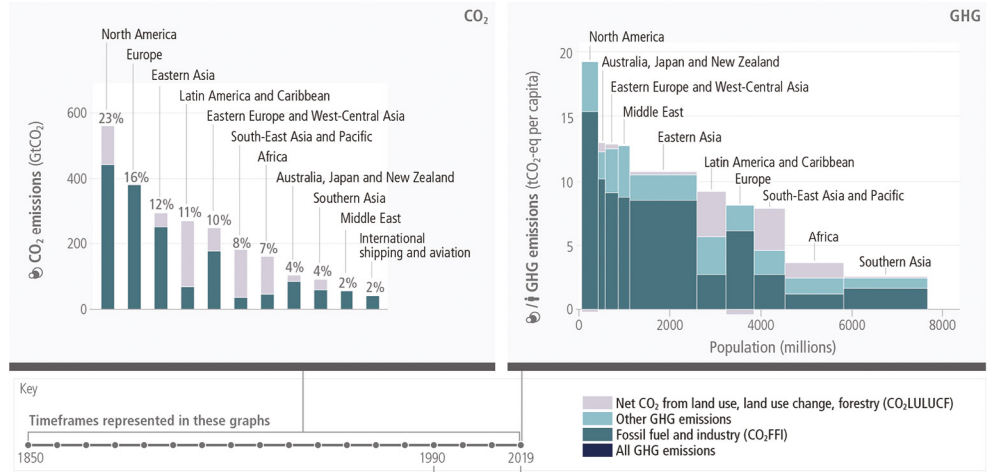 CO₂
North America
Europe
Eastern Asia
Latin America and Caribbean
Eastern Europe and West-Central Asia
South-East Asia and Pacific
Africa
Australia, Japan and New Zealand
Southern Asia
Middle East
International
shipping and aviation
CO₂ emissions (GtCO₂)
600
400
200
0
23%
16%
12%
11%
10%
8%
7%
4%
4%
2%
2%
GHG
North America
Australia, Japan and New Zealand
Eastern Europe and West-Central Asia
Middle East
Eastern Asia
Latin America and Caribbean
Europe
South-East Asia and Pacific
Africa
Southern Asia
/ GHG emissions (tCO₂-eq per capita)
20
15
10
5
0
0 2000 4000 6000 8000
Population (millions)
Key
Timeframes represented in these graphs
1850 1990 2019
Net CO₂ from land use, land use change, forestry (CO₂LULUCF)
Other GHG emissions
Fossil fuel and industry (CO₂FFI)
All GHG emissions